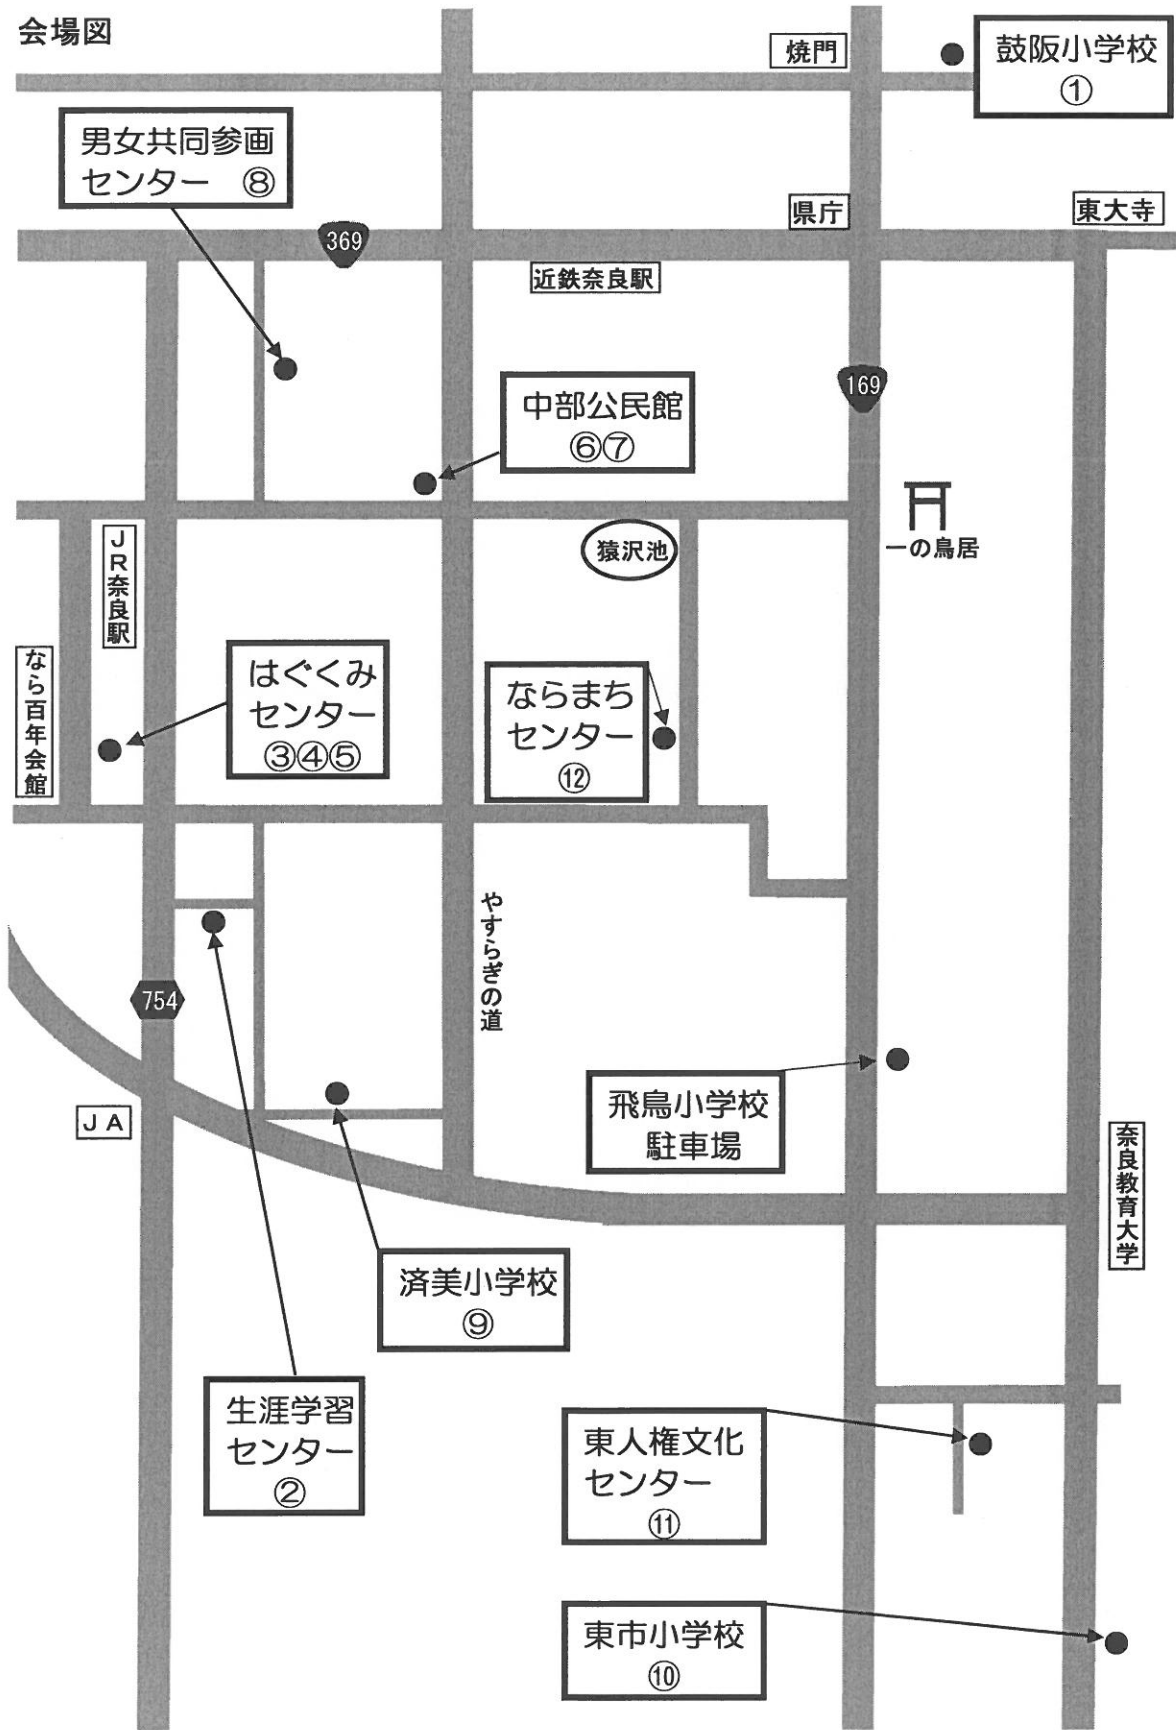 会場図
焼門
鼓阪小学校
①
男女共同参画
センター ⑧
県庁
東大寺
369
近鉄奈良駅
中部公民館
⑥⑦
169
一の鳥居
猿沢池
JR奈良駅
なら百年会館
はぐくみ
センター
③④⑤
ならまち
センター
⑫
やすらぎの道
754
JA
飛鳥小学校
駐車場
奈良教育大学
済美小学校
⑨
生涯学習
センター
②
東人権文化
センター
⑪
東市小学校
⑩